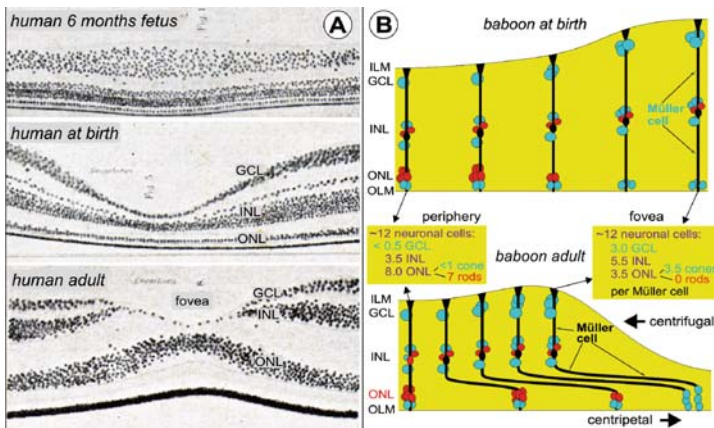 human 6 months fetus
A
human at birth
GCL
INL
ONL
human adult
fovea
GCL
INL
ONL
B
baboon at birth
ILM
GCL
INL
ONL
OLM
Müller
cell
periphery
~12 neuronal cells:
< 0.5 GCL
3.5 INL
8.0 ONL
<1 cone
7 rods
fovea
~12 neuronal cells:
3.0 GCL
5.5 INL
3.5 ONL
3.5 cones
0 rods
per Müller cell
baboon adult
ILM
GCL
INL
ONL
OLM
Müller
cell
centrifugal
centripetal